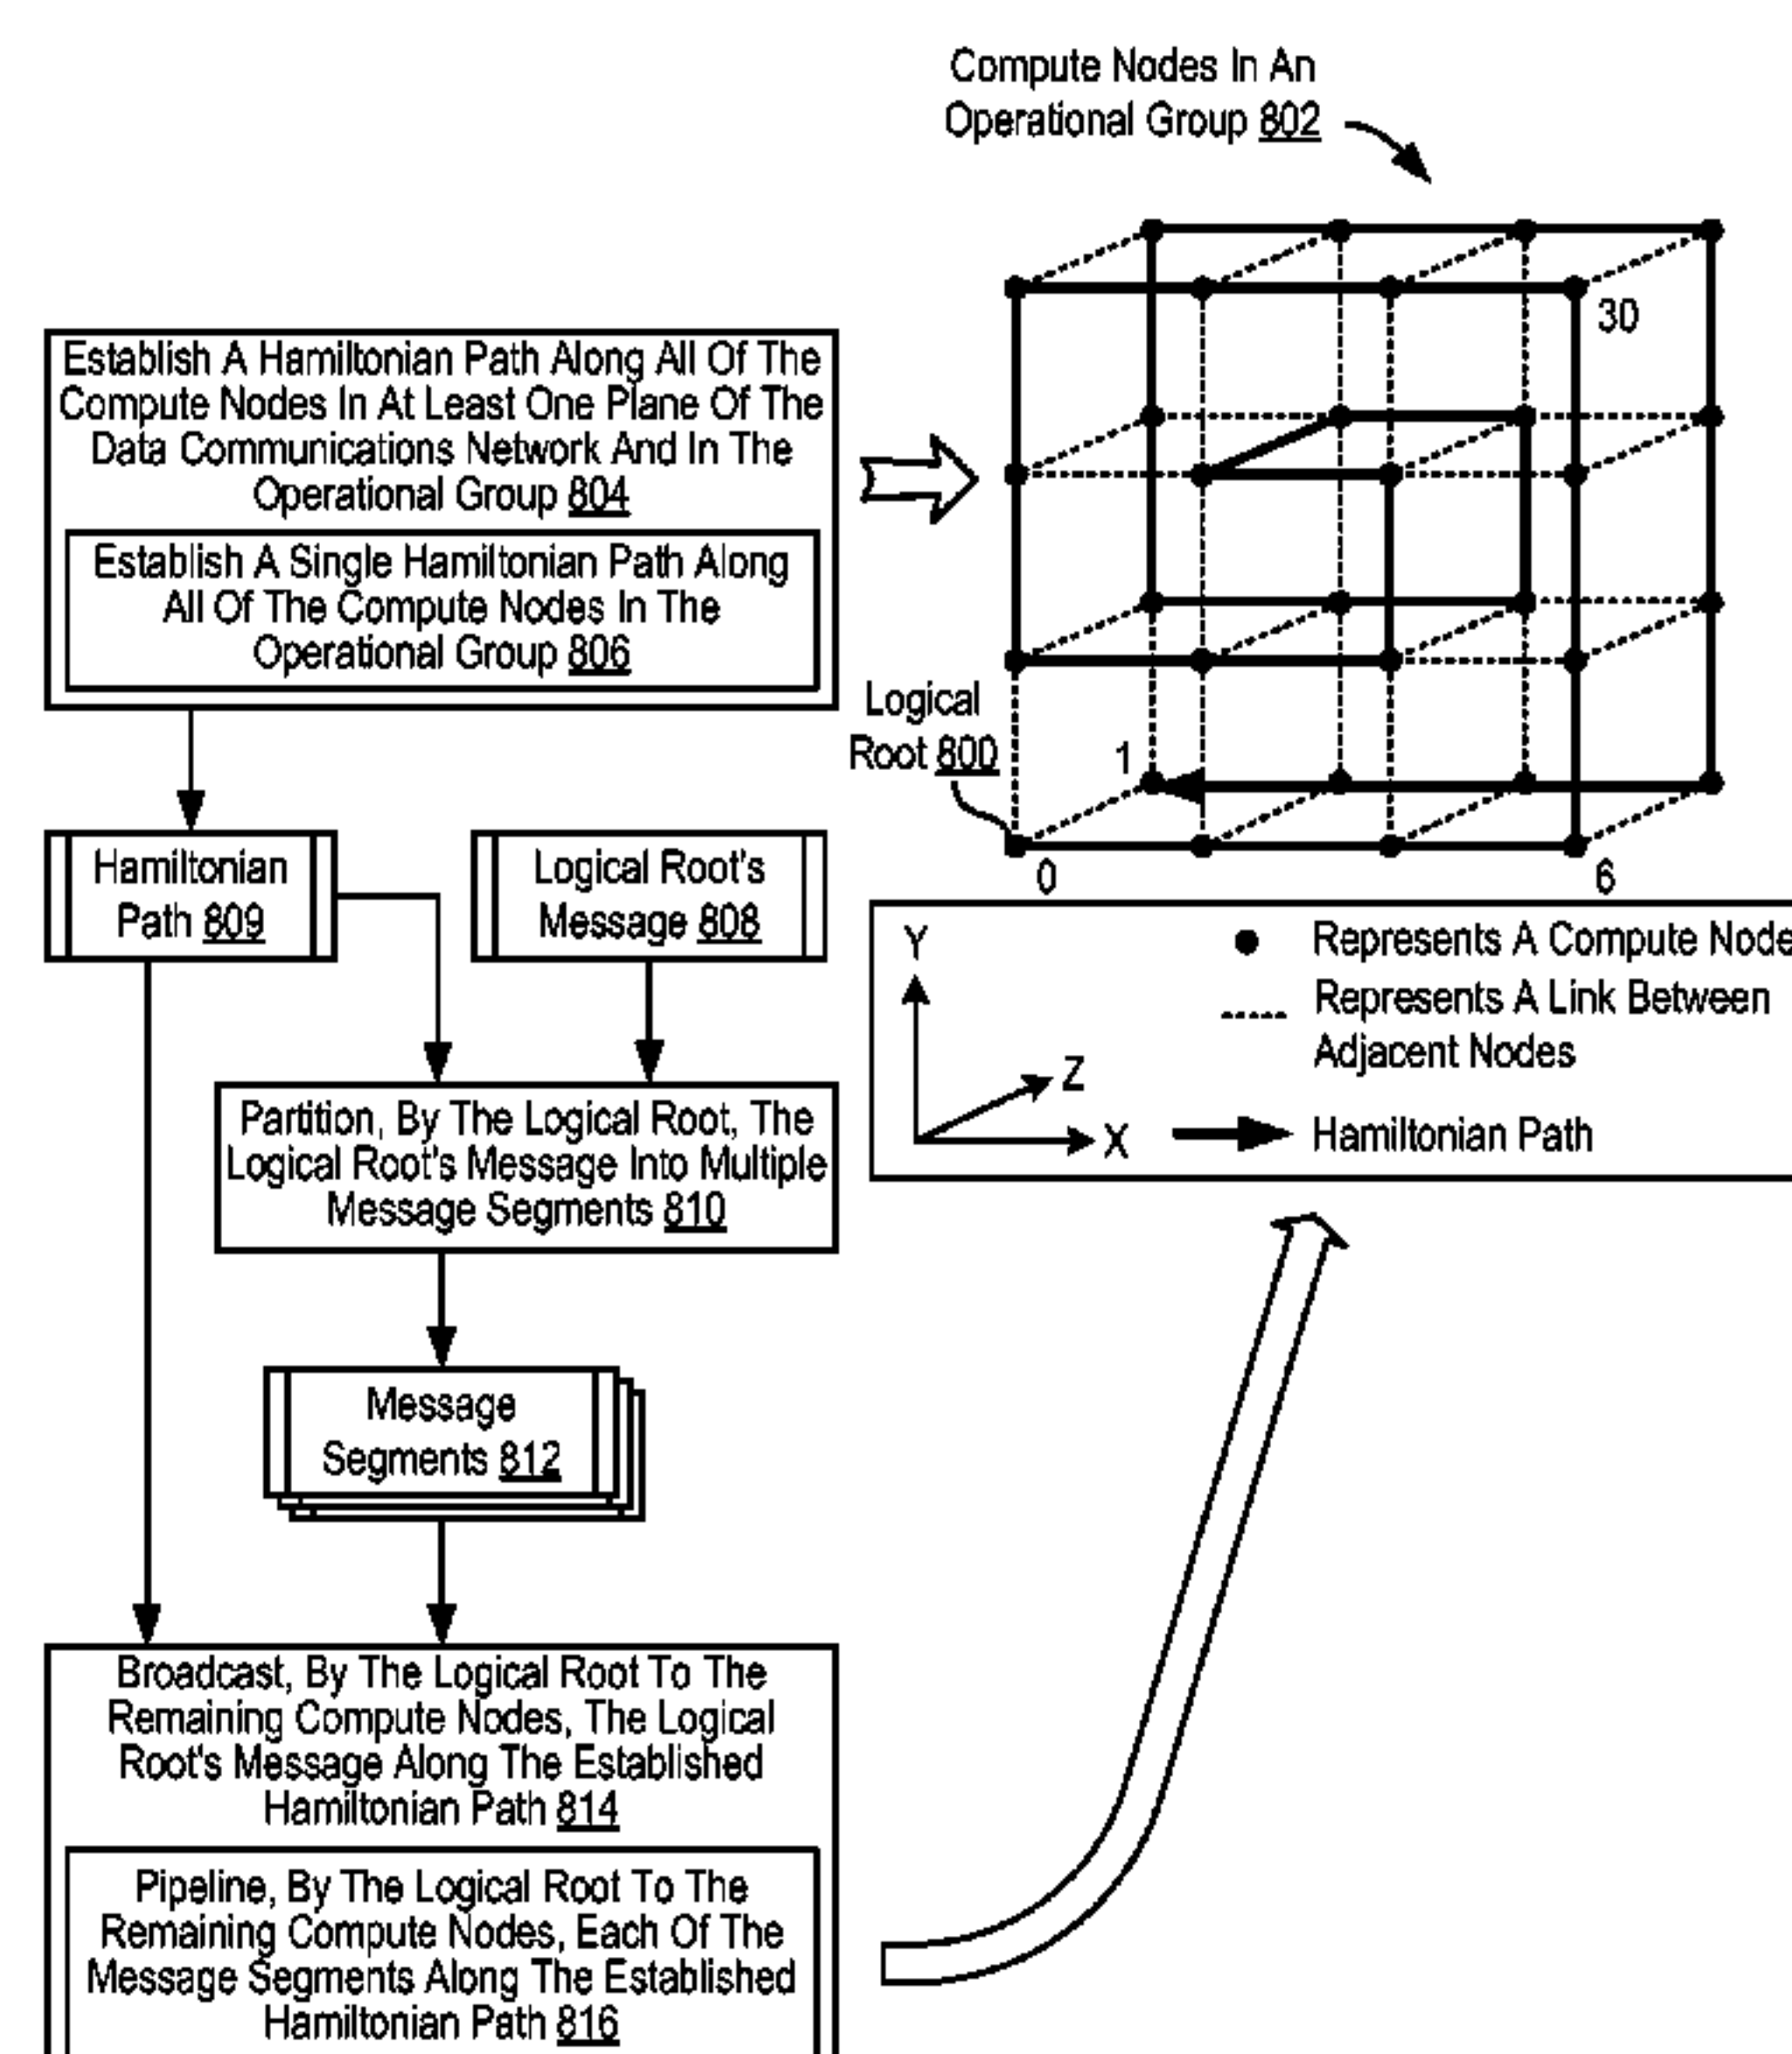 Compute Nodes In An
Operational Group 802
30
Establish A Hamiltonian Path Along All Of The
Compute Nodes In At Least One Plane Of The
Data Communications Network And In The
Operational Group 804
Establish A Single Hamiltonian Path Along
All Of The Compute Nodes In The
Operational Group 806
Logical
Root 800
1
0
6
Hamiltonian
Path 809
Logical Root's
Message 808
Y
Z
X
Represents A Compute Node
Represents A Link Between
Adjacent Nodes
Hamiltonian Path
Partition, By The Logical Root, The
Logical Root's Message Into Multiple
Message Segments 810
Message
Segments 812
Broadcast, By The Logical Root To The
Remaining Compute Nodes, The Logical
Root's Message Along The Established
Hamiltonian Path 814
Pipeline, By The Logical Root To The
Remaining Compute Nodes, Each Of The
Message Segments Along The Established
Hamiltonian Path 816